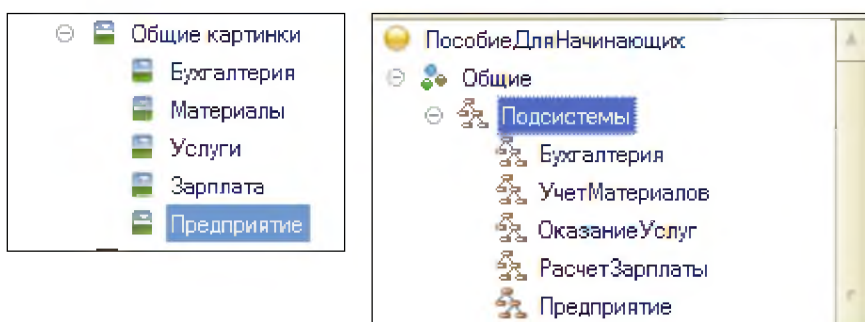 Общие картинки
Бухгалтерия
Материалы
Услуги
Зарплата
Предприятие
ПособиеДляНачинающих
Общие
Подсистемы
Бухгалтерия
УчетМатериалов
ОказаниеУслуг
РасчетЗарплаты
Предприятие